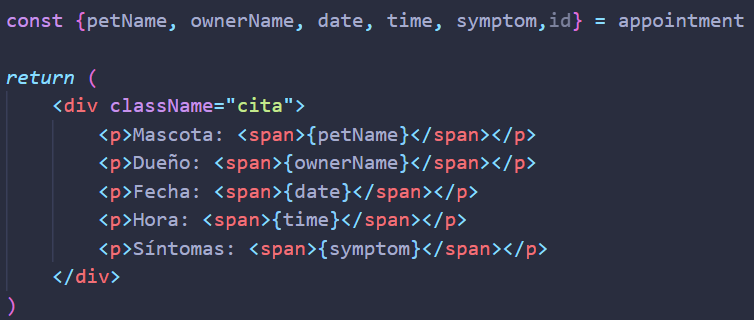 const {petName, ownerName, date, time, symptom,id} = appointment
return (
<div className="cita">
<p>Mascota: <span>{petName}</span></p>
<p>Dueño: <span>{ownerName}</span></p>
<p>Fecha: <span>{date}</span></p>
<p>Hora: <span>{time}</span></p>
<p>Síntomas: <span>{symptom}</span></p>
</div>
)